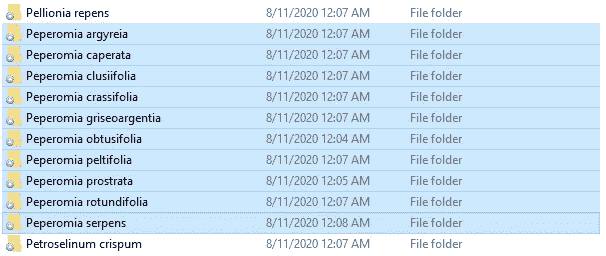 Pellionia repens 8/11/2020 12:07 AM File folder
Peperomia argyreia 8/11/2020 12:07 AM File folder
Peperomia caperata 8/11/2020 12:07 AM File folder
Peperomia clusiifolia 8/11/2020 12:07 AM File folder
Peperomia crassifolia 8/11/2020 12:07 AM File folder
Peperomia griseoargentia 8/11/2020 12:07 AM File folder
Peperomia obtusifolia 8/11/2020 12:04 AM File folder
Peperomia peltifolia 8/11/2020 12:07 AM File folder
Peperomia prostrata 8/11/2020 12:05 AM File folder
Peperomia rotundifolia 8/11/2020 12:07 AM File folder
Peperomia serpens 8/11/2020 12:08 AM File folder
Petroselinum crispum 8/11/2020 12:07 AM File folder